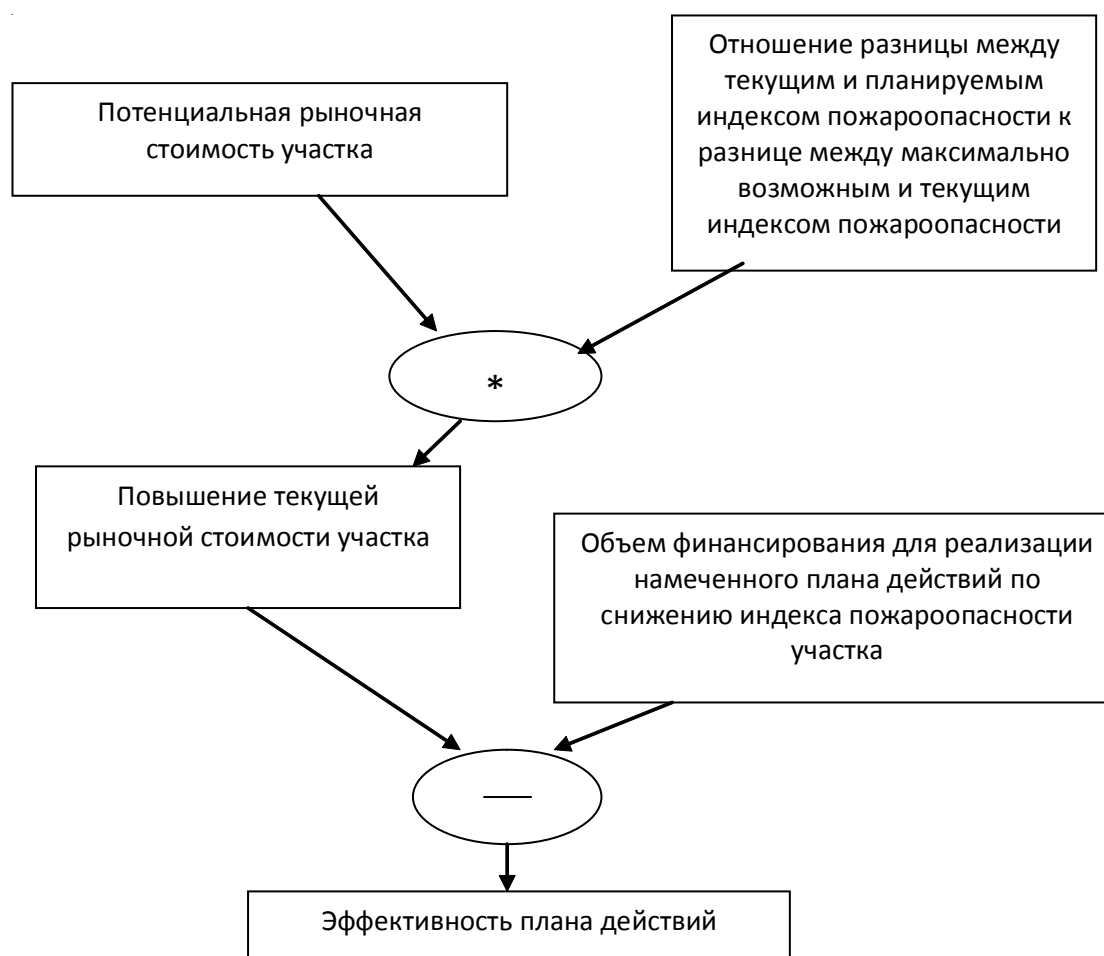 Потенциальная рыночная
стоимость участка
Отношение разницы между
текущим и планируемым
индексом пожароопасности к
разнице между максимально
возможным и текущим
индексом пожароопасности
*
Повышение текущей
рыночной стоимости участка
Объем финансирования для реализации
намеченного плана действий по
снижению индекса пожароопасности
участка
—
Эффективность плана действий